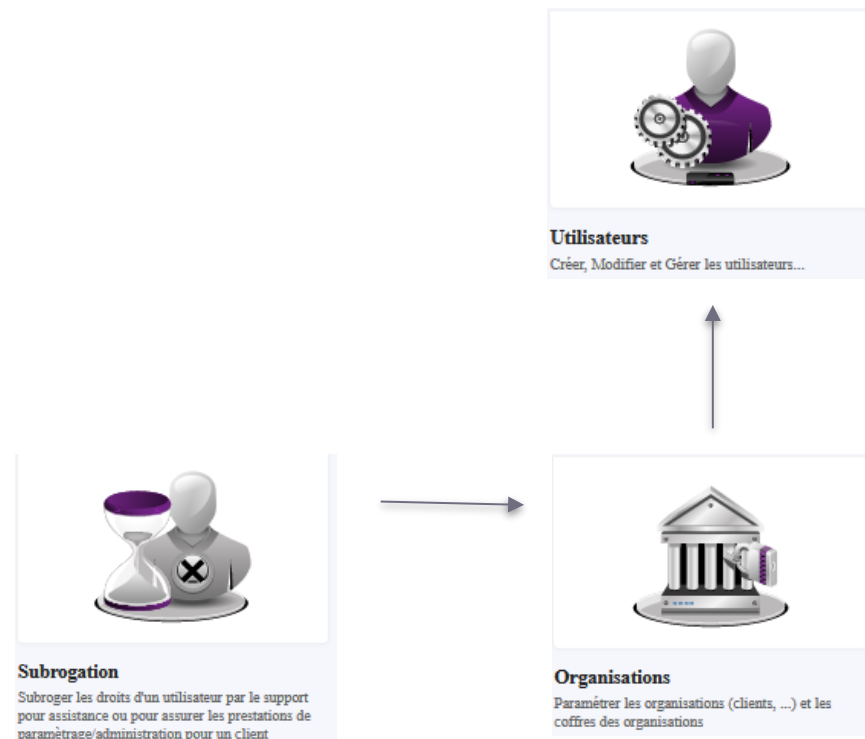 Utilisateurs
Créer, Modifier et Gérer les utilisateurs...
Subrogation
Subroger les droits d'un utilisateur par le support
pour assistance ou pour assurer les prestations de
paramètrage/administration pour un client
Organisations
Paramétrer les organisations (clients, ...) et les
coffres des organisations